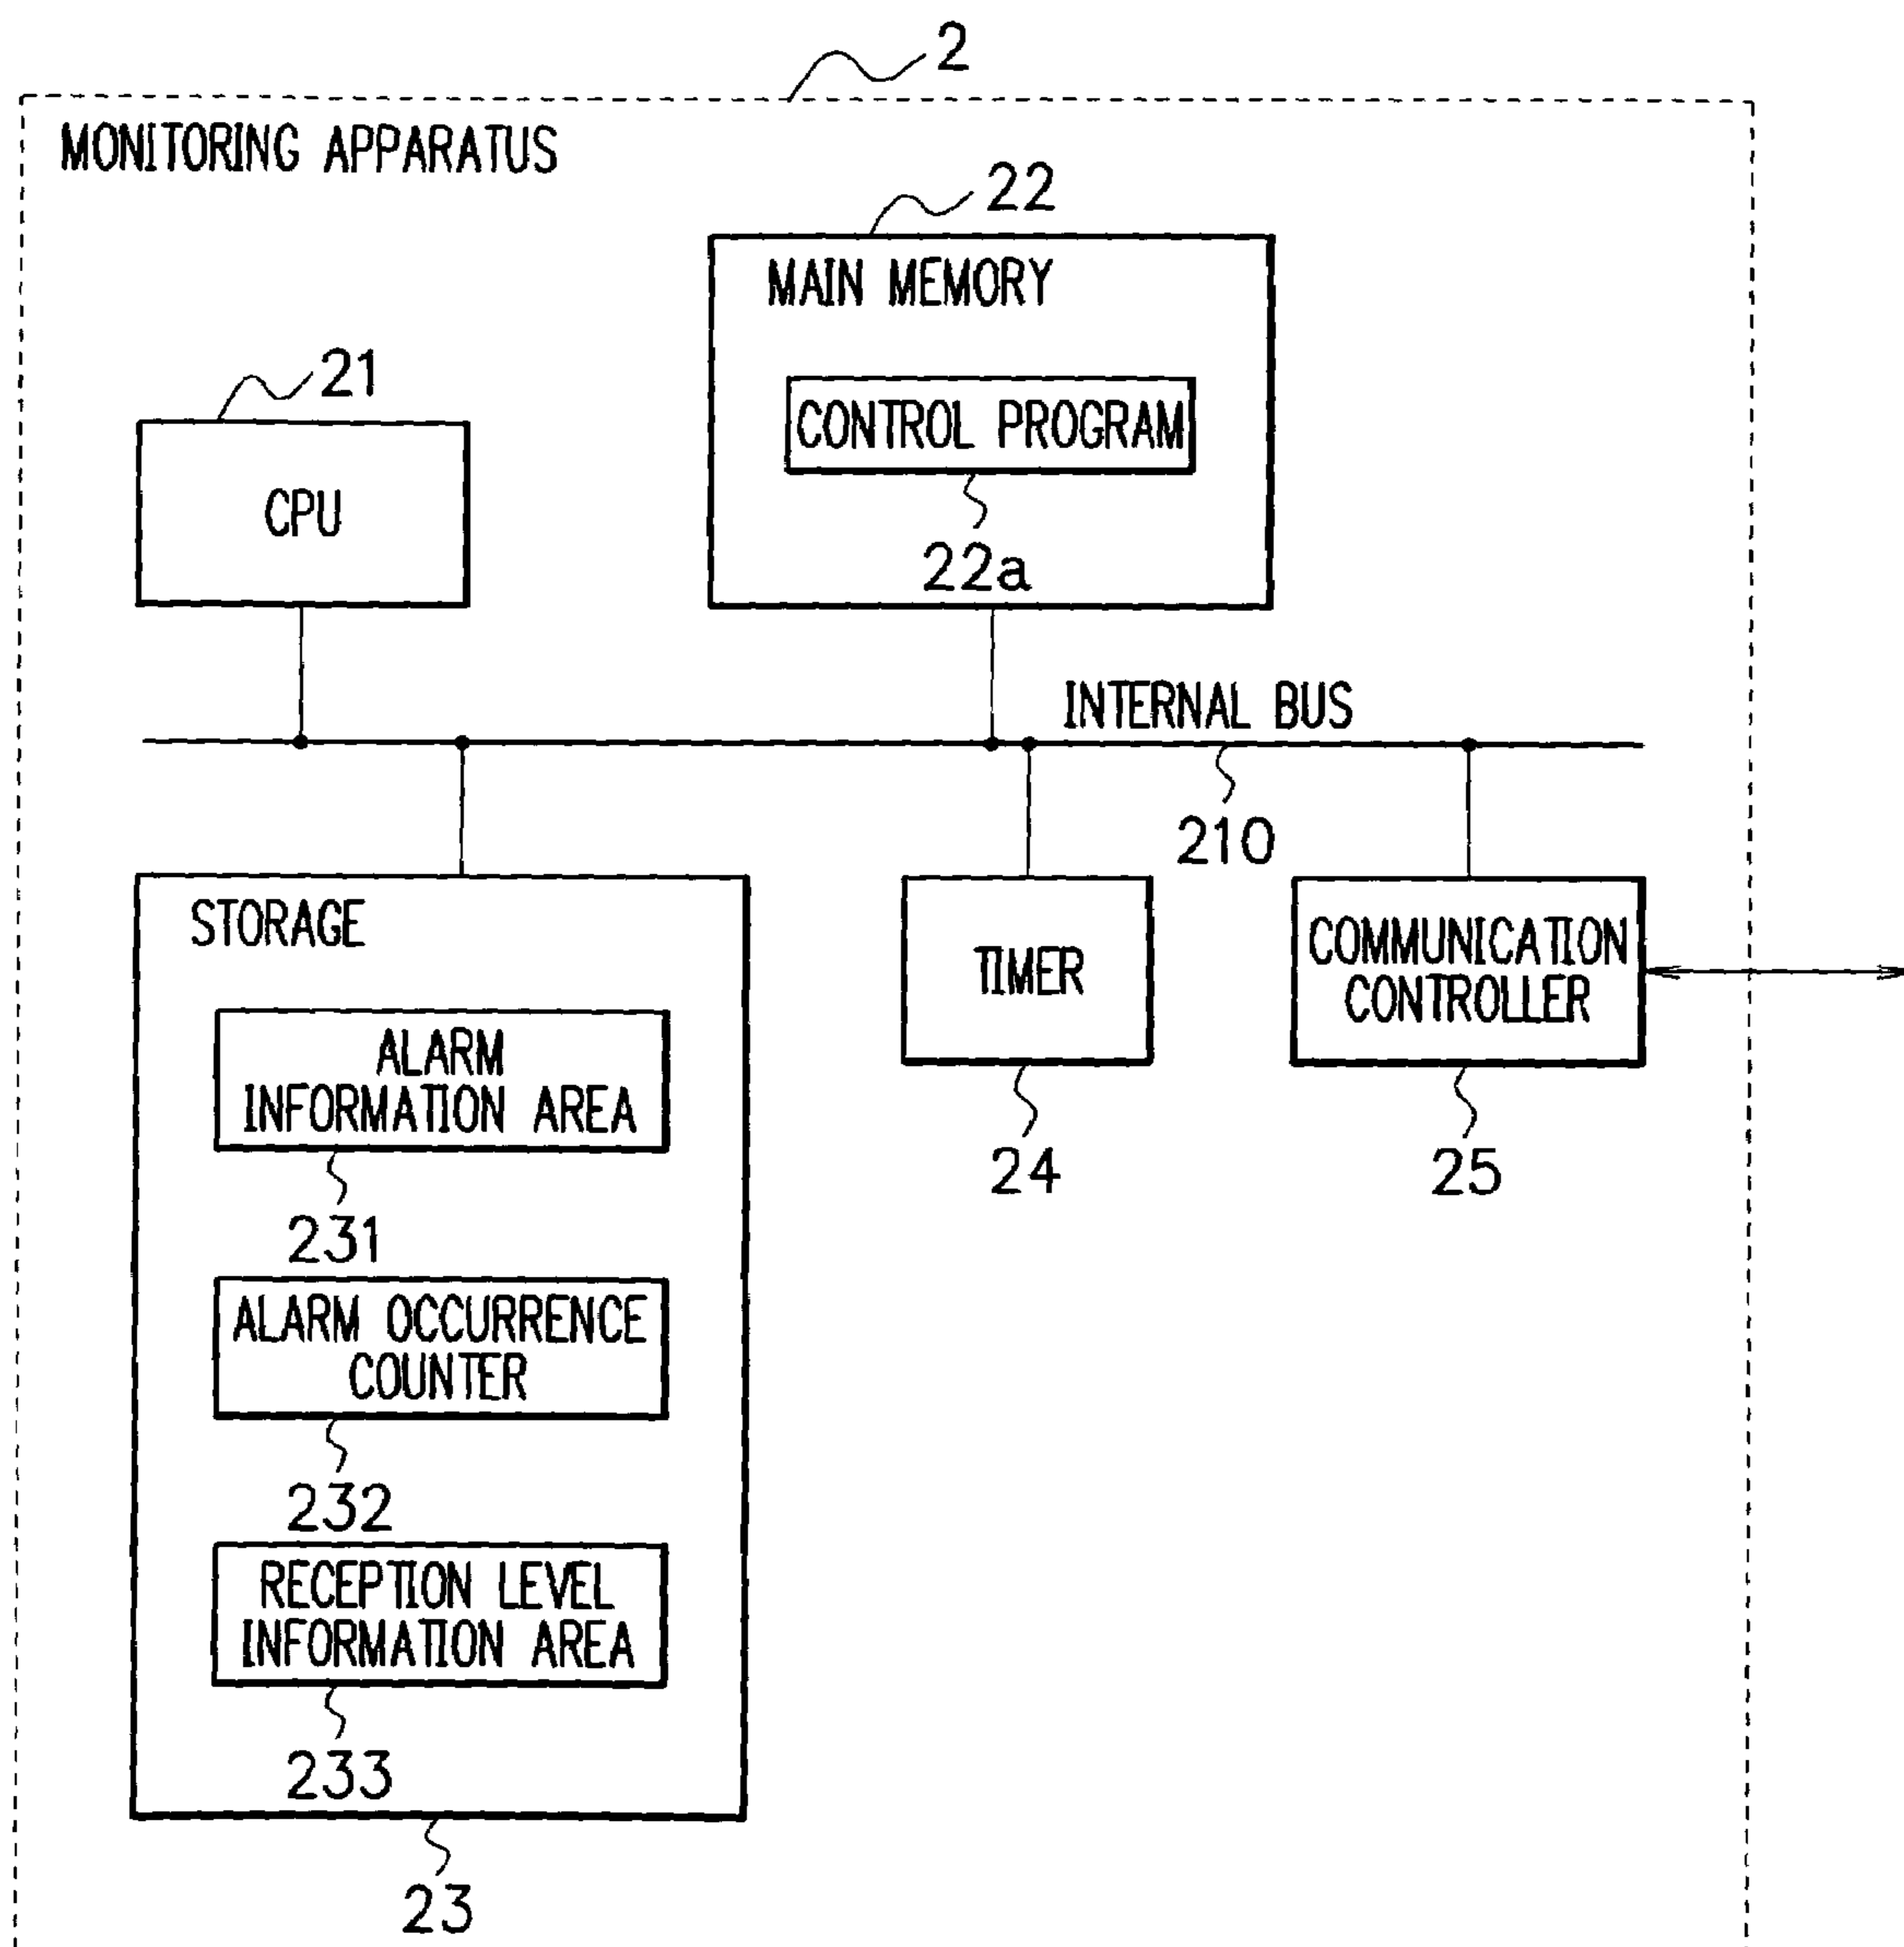 2
MONITORING APPARATUS
22
MAIN MEMORY
21
CONTROL PROGRAM
CPU
22a
INTERNAL BUS
210
STORAGE
TIMER
COMMUNICATION
CONTROLLER
ALARM
INFORMATION AREA
24
25
231
ALARM OCCURRENCE
COUNTER
232
RECEPTION LEVEL
INFORMATION AREA
233
23